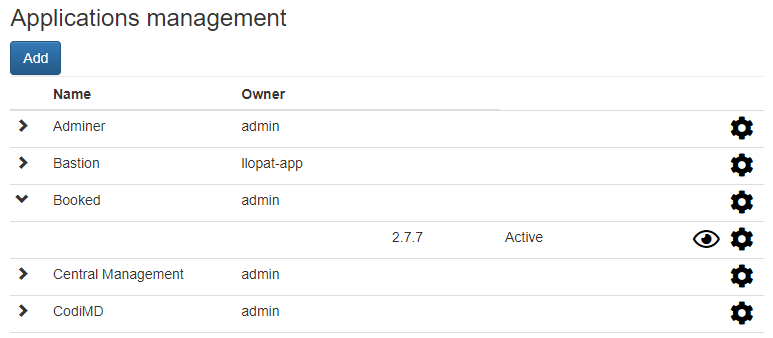 Applications management
Add
Name Owner
Adminer admin
Bastion llopat-app
Booked admin
2.7.7 Active
Central Management admin
CodiMD admin